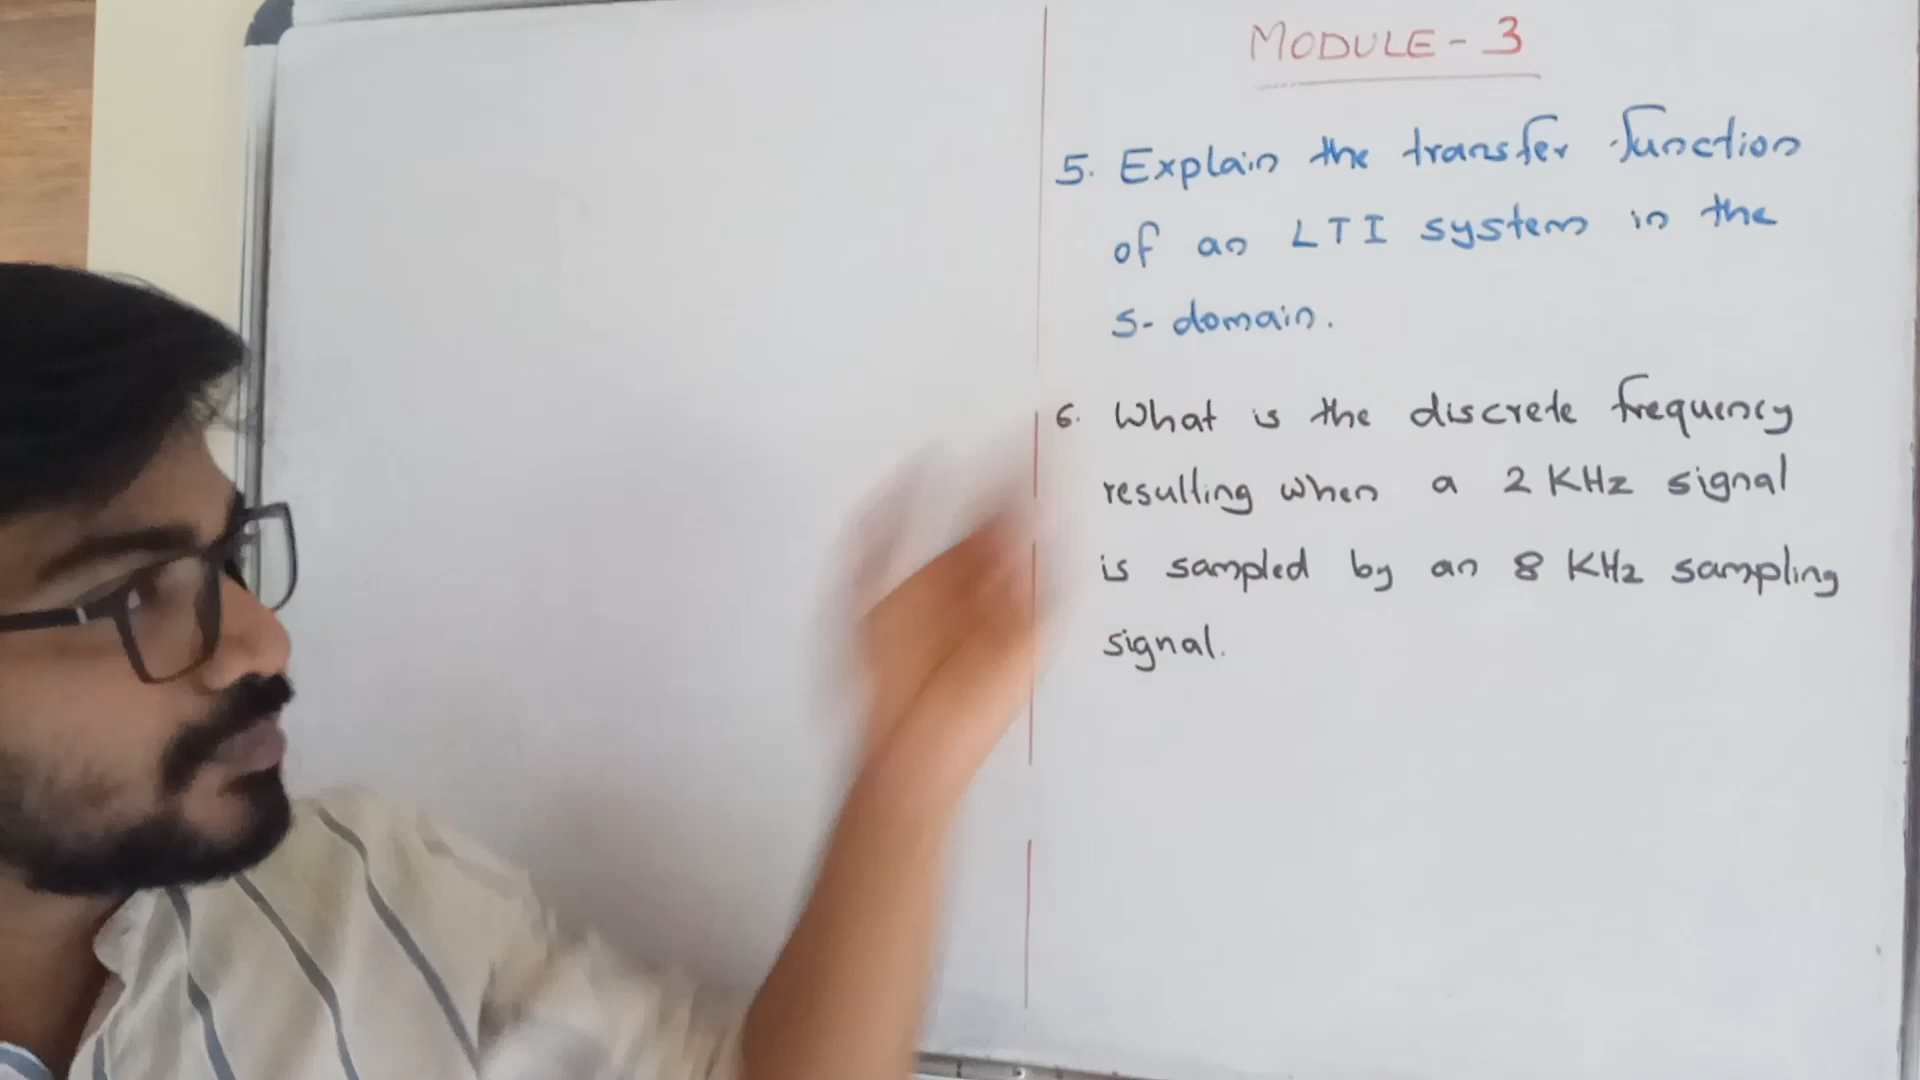 MODULE - 3
5. Explain the transfer function
of an LTI system in the
s-domain.
6. What is the discrete frequency
resulting when a 2 KHz signal
is sampled by an 8 KHz sampling
signal.